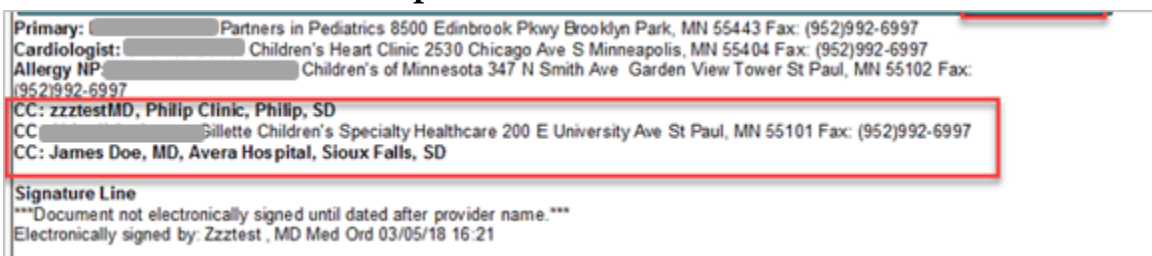 Primary: Partners in Pediatrics 8500 Edinbrook Pkwy Brooklyn Park, MN 55443 Fax: (952)992-6997
Cardiologist: Children's Heart Clinic 2530 Chicago Ave S Minneapolis, MN 55404 Fax: (952)992-6997
Allergy NP: Children's of Minnesota 347 N Smith Ave Garden View Tower St Paul, MN 55102 Fax:
(952)992-6997
CC: zzztestMD, Philip Clinic, Philip, SD
CC Gillette Children's Specialty Healthcare 200 E University Ave St Paul, MN 55101 Fax: (952)992-6997
CC: James Doe, MD, Avera Hospital, Sioux Falls, SD
Signature Line
***Document not electronically signed until dated after provider name.***
Electronically signed by: Zzztest , MD Med Ord 03/05/18 16:21